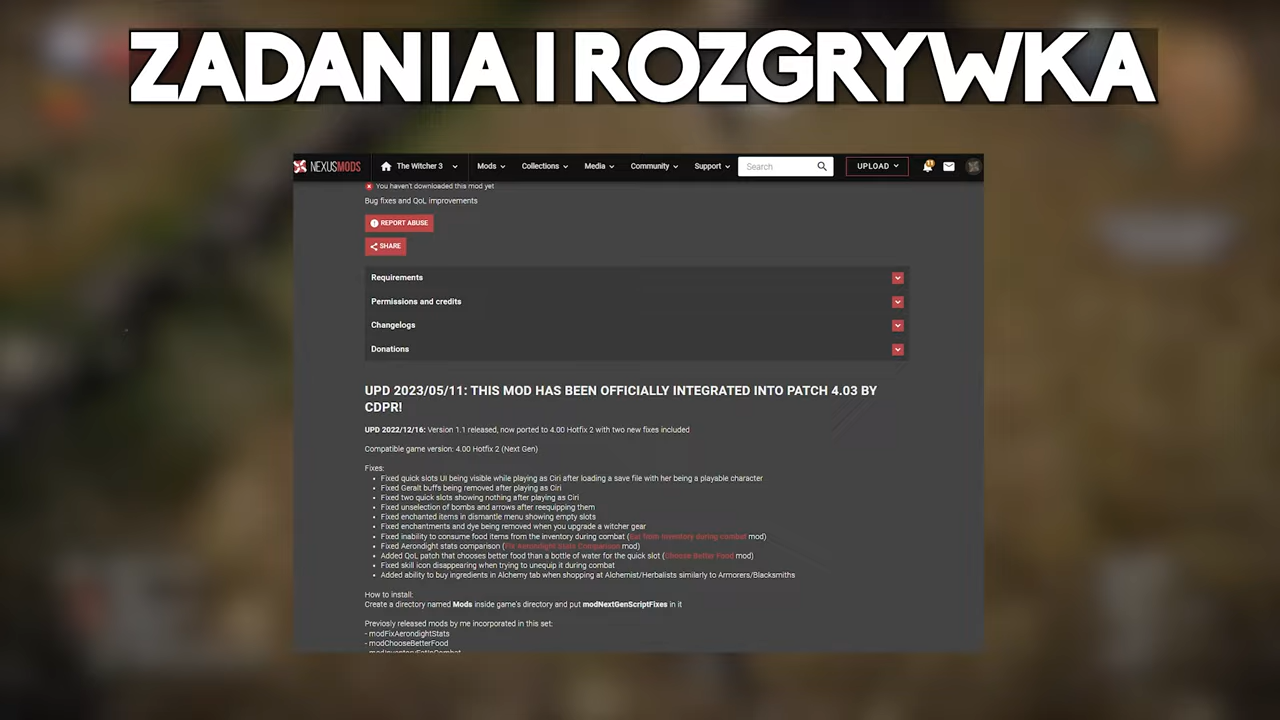 ZADANIA I ROZGRYWKA
NEXUSMODS The Witcher 3 Mods Collections Media Community Support Search UPLOAD
You haven't downloaded this mod yet
Bug fixes and QoL improvements
REPORT ABUSE
SHARE
Requirements
Permissions and credits
Changelogs
Donations
UPD 2023/05/11: THIS MOD HAS BEEN OFFICIALLY INTEGRATED INTO PATCH 4.03 BY
CDPR!
UPD 2022/12/16: Version 1.1 released, now ported to 4.00 Hotfix 2 with two new fixes included
Compatible game version: 4.00 Hotfix 2 (Next Gen)
Fixes:
• Fixed quick slots UI being visible while playing as Ciri after loading a save file with her being a playable character
• Fixed Geralt buffs being removed after playing as Ciri
• Fixed two quick slots showing nothing after playing as Ciri
• Fixed unselection of bombs and arrows after reequipping them
• Fixed enchanted items in dismantle menu showing empty slots
• Fixed enchantments and dye being removed when you upgrade a witcher gear
• Fixed inability to consume food items from the inventory during combat (Eat from inventory during combat mod)
• Fixed Aerondight stats comparison (Fix Aerondight Stats Comparison mod)
• Added QoL patch that chooses better food than a bottle of water for the quick slot (Choose Better Food mod)
• Fixed skill icon disappearing when trying to unequip it during combat
• Added ability to buy ingredients in Alchemy tab when shopping at Alchemist/Herbalists similarly to Armorers/Blacksmiths
How to install:
Create a directory named Mods inside game's directory and put modNextGenScriptFixes in it
Previosly released mods by me incorporated in this set:
- modFixAerondightStats
- modChooseBetterFood